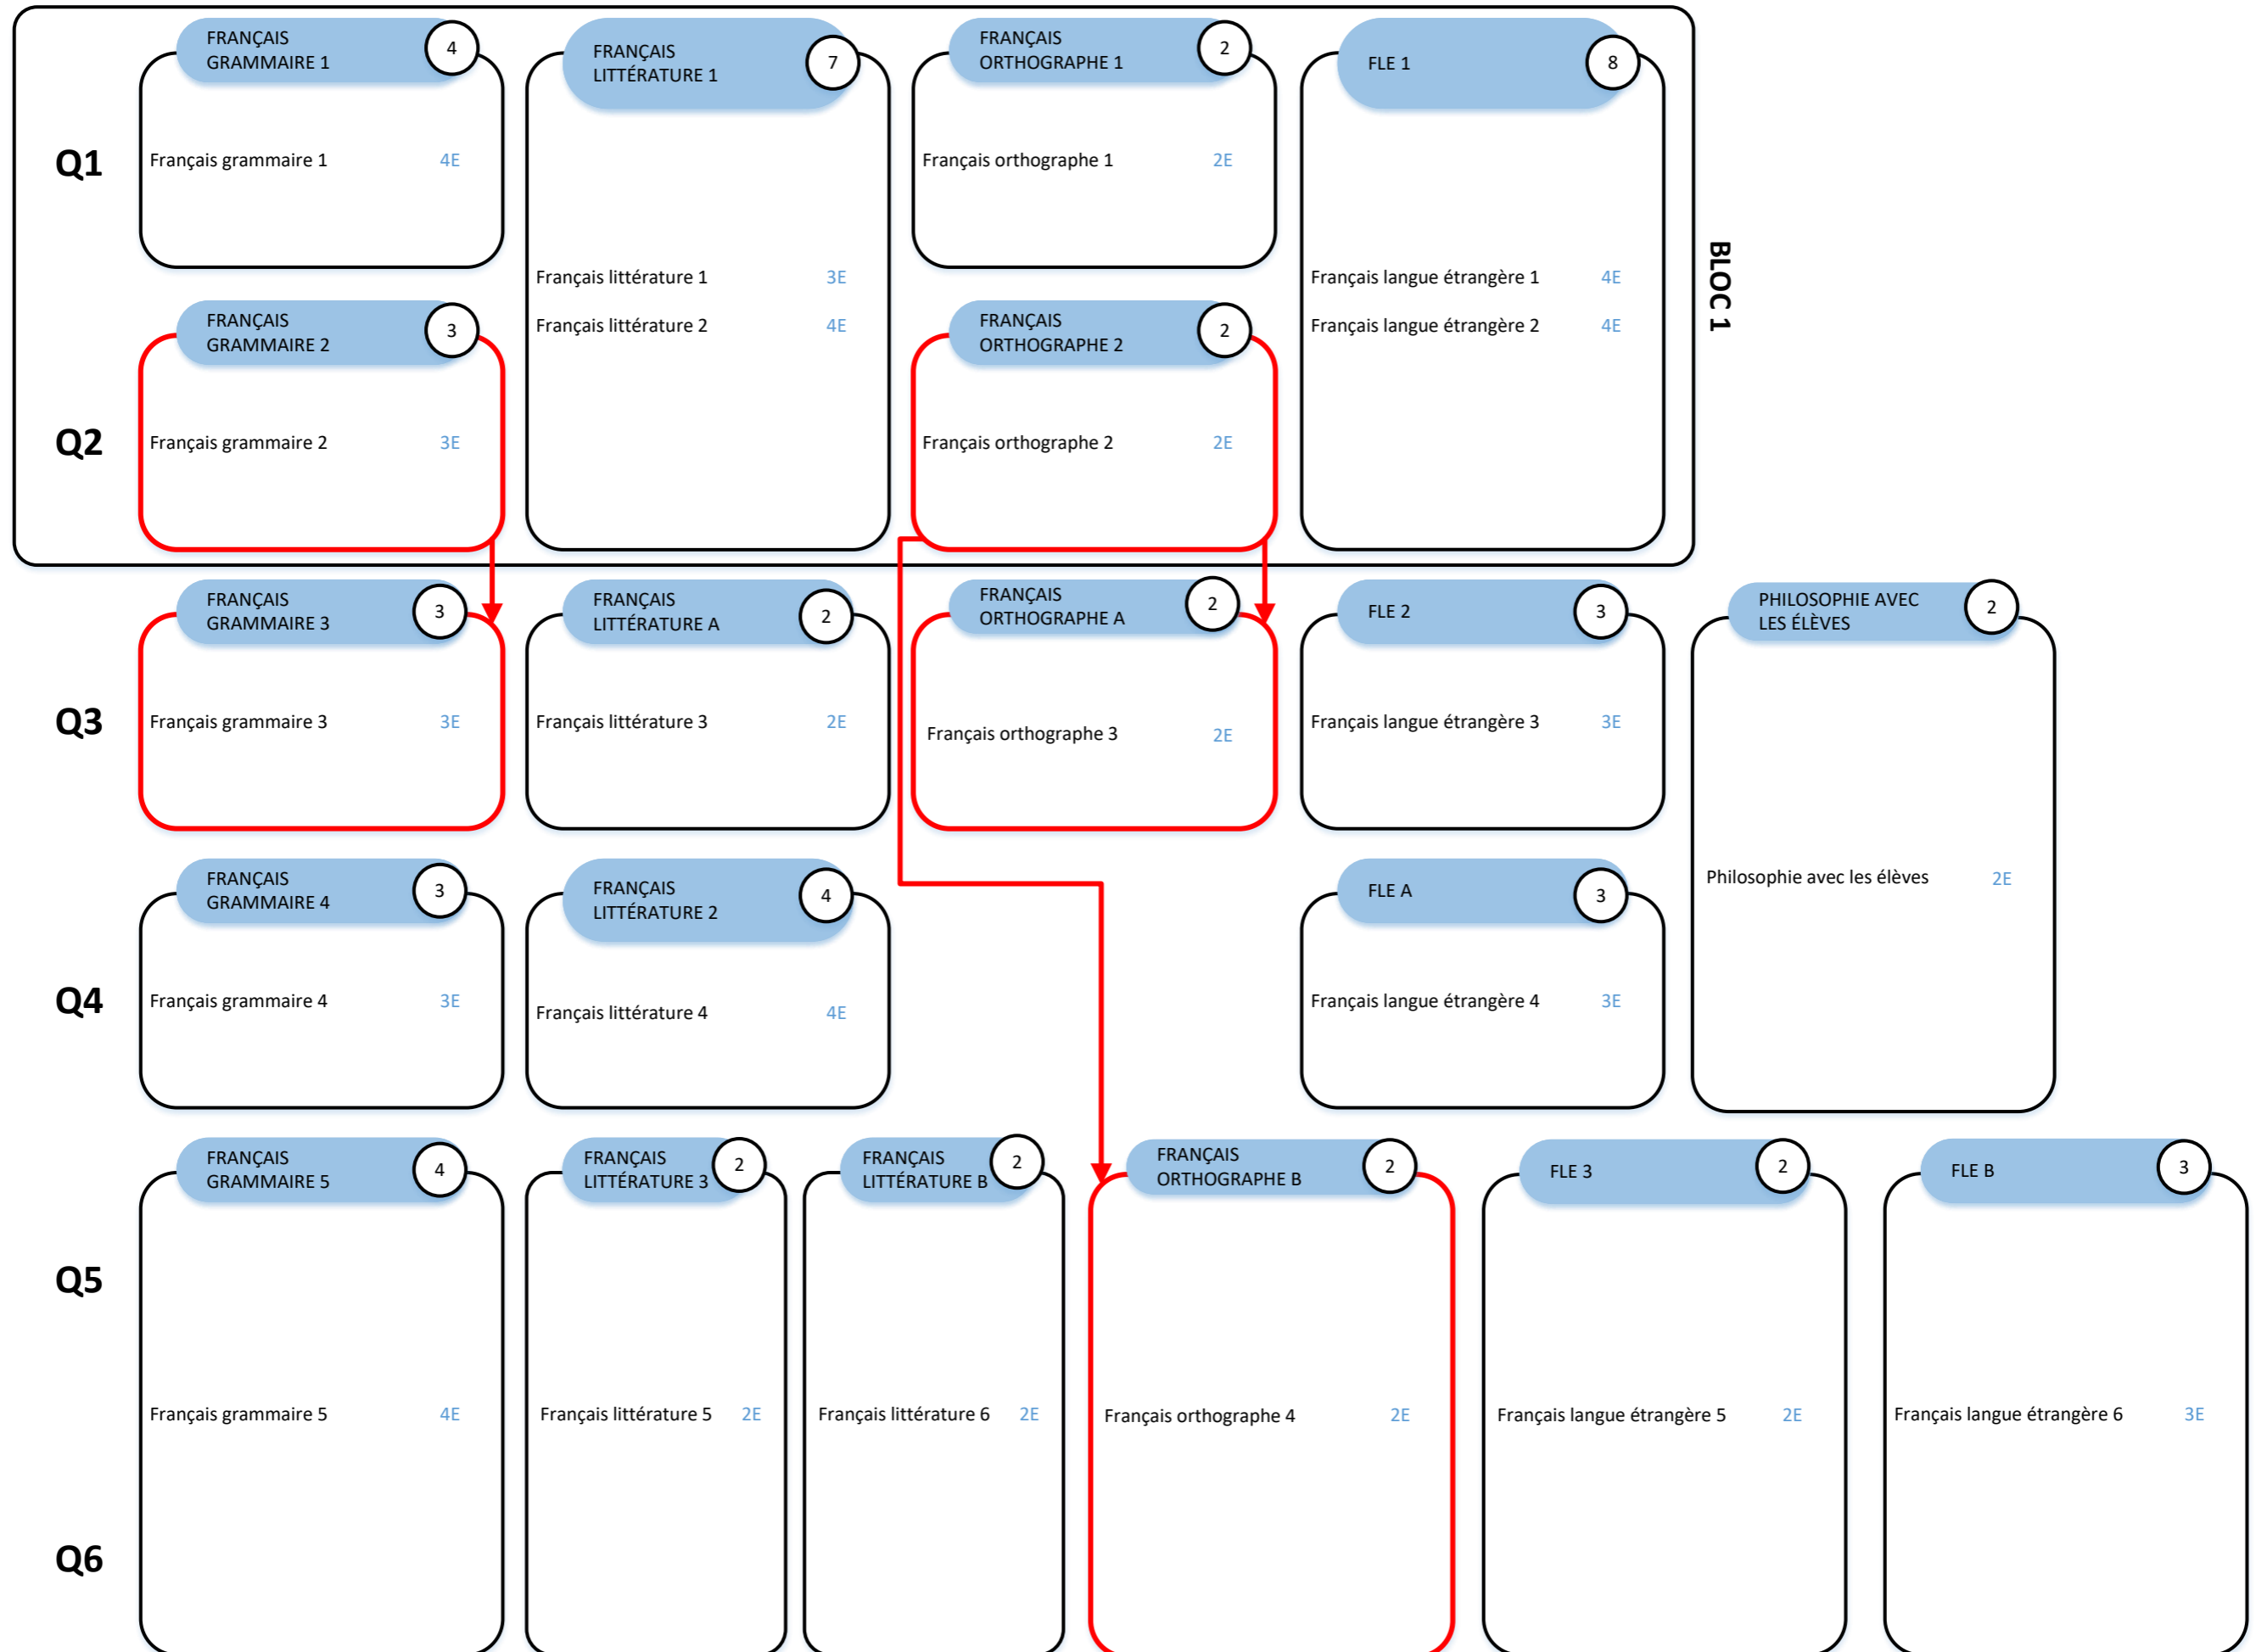 FRANÇAIS
GRAMMAIRE 1
4
FRANÇAIS
LITTÉRATURE 1
7
FRANÇAIS
ORTHOGRAPHE 1
2
FLE 1
8
Q1
Français grammaire 1 4E
Français orthographe 1 2E
Français littérature 1 3E
Français littérature 2 4E
Français langue étrangère 1 4E
Français langue étrangère 2 4E
BLOC 1
FRANÇAIS
GRAMMAIRE 2
3
FRANÇAIS
ORTHOGRAPHE 2
2
Q2
Français grammaire 2 3E
Français orthographe 2 2E
FRANÇAIS
GRAMMAIRE 3
3
FRANÇAIS
LITTÉRATURE A
2
FRANÇAIS
ORTHOGRAPHE A
2
FLE 2
3
PHILOSOPHIE AVEC
LES ÉLÈVES
2
Q3
Français grammaire 3 3E
Français littérature 3 2E
Français orthographe 3 2E
Français langue étrangère 3 3E
Philosophie avec les élèves 2E
FRANÇAIS
GRAMMAIRE 4
3
FRANÇAIS
LITTÉRATURE 2
4
FLE A
3
Q4
Français grammaire 4 3E
Français littérature 4 4E
Français langue étrangère 4 3E
FRANÇAIS
GRAMMAIRE 5
4
FRANÇAIS
LITTÉRATURE 3
2
FRANÇAIS
LITTÉRATURE B
2
FRANÇAIS
ORTHOGRAPHE B
2
FLE 3
2
FLE B
3
Q5
Français grammaire 5 4E
Français littérature 5 2E
Français littérature 6 2E
Français orthographe 4 2E
Français langue étrangère 5 2E
Français langue étrangère 6 3E
Q6